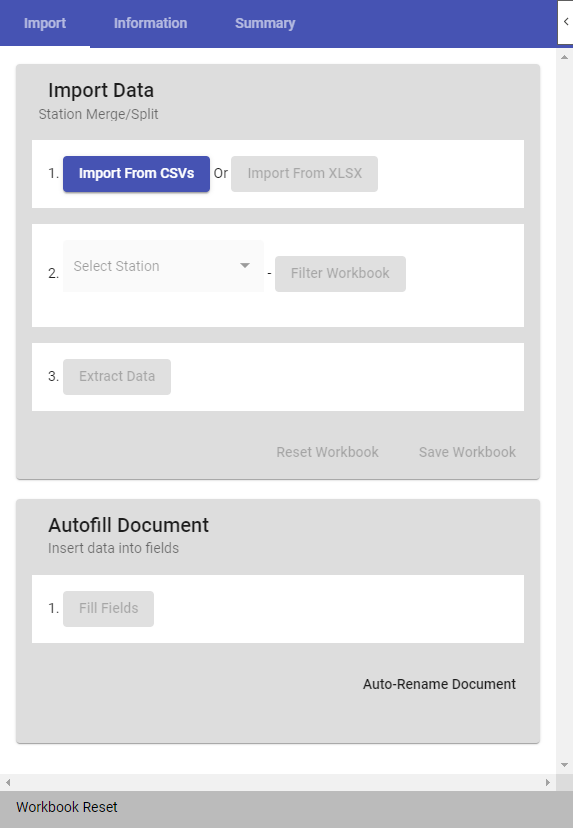 Import Information Summary
Import Data
Station Merge/Split
1. Import From CSVs Or Import From XLSX
2. Select Station - Filter Workbook
3. Extract Data
Reset Workbook Save Workbook
Autofill Document
Insert data into fields
1. Fill Fields
Auto-Rename Document
Workbook Reset